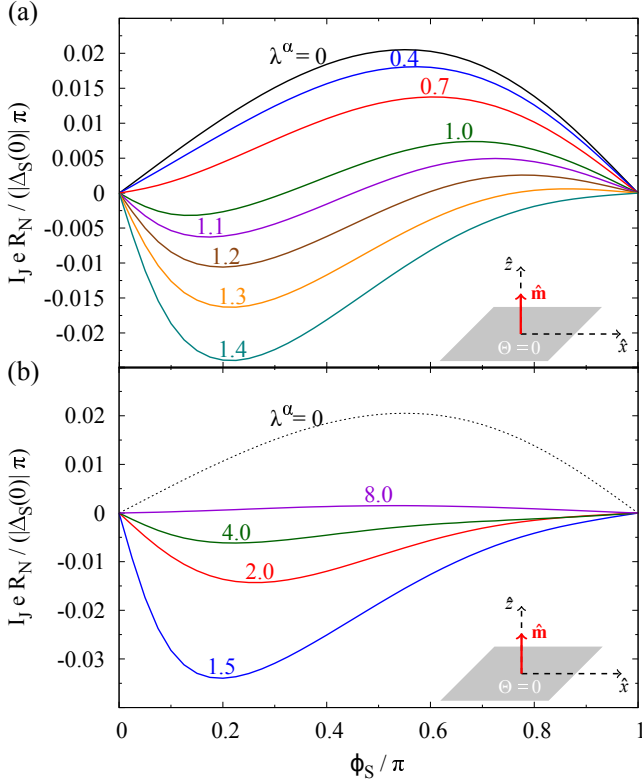 (a)
I_J e R_N / (|Δ_S(0)| π)
0.02
0.015
0.01
0.005
0
-0.005
-0.01
-0.015
-0.02
λ^α = 0
0.4
0.7
1.0
1.1
1.2
1.3
1.4
ẑ
m̂
x̂
Θ = 0
(b)
I_J e R_N / (|Δ_S(0)| π)
0.02
0.01
0
-0.01
-0.02
-0.03
λ^α = 0
8.0
4.0
2.0
1.5
ẑ
m̂
x̂
Θ = 0
0
0.2
0.4
0.6
0.8
1
ϕ_S / π